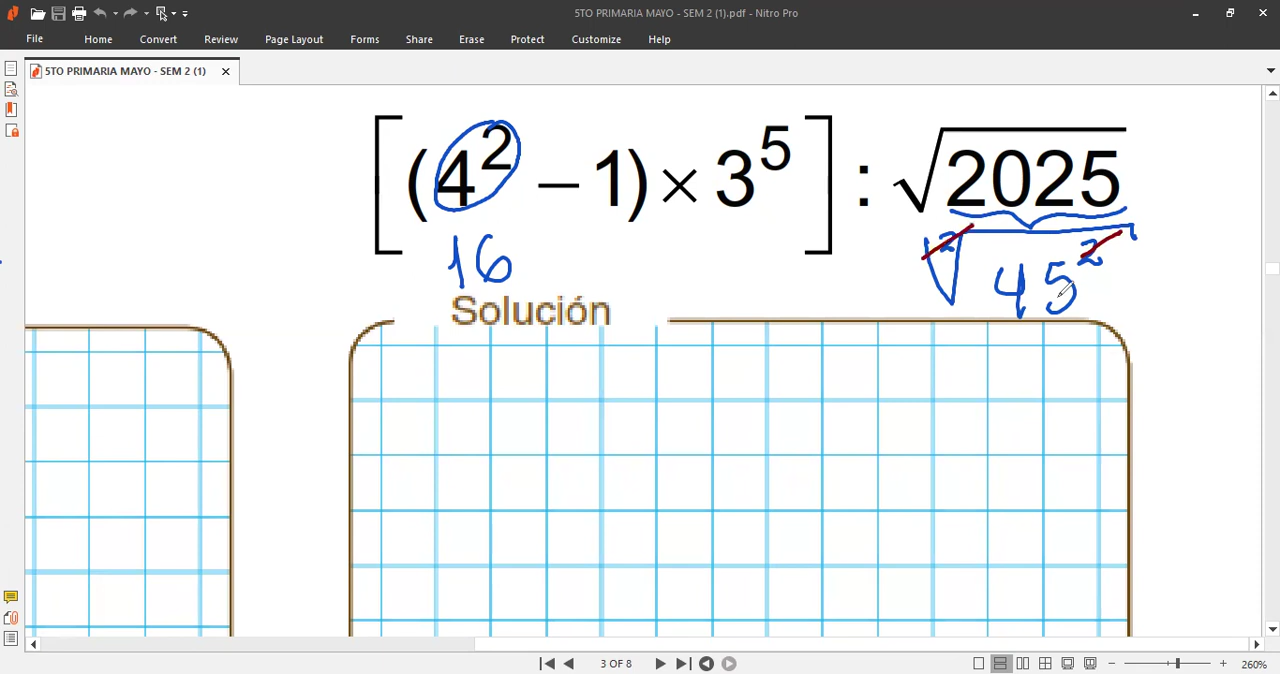 5TO PRIMARIA MAYO - SEM 2 (1).pdf - Nitro Pro
File Home Convert Review Page Layout Forms Share Erase Protect Customize Help
5TO PRIMARIA MAYO - SEM 2 (1)
[(4² – 1) × 3⁵] : √2025
16 ²√45²
Solución
3 OF 8 260%